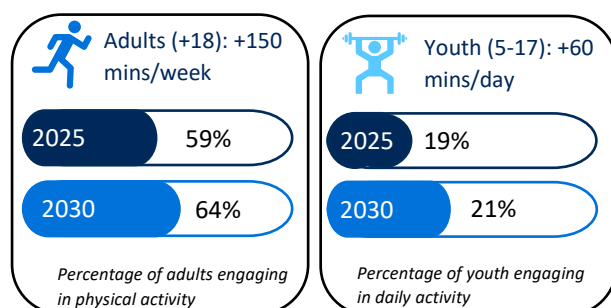 Adults (+18): +150
mins/week
2025 59%
2030 64%
Percentage of adults engaging
in physical activity
Youth (5-17): +60
mins/day
2025 19%
2030 21%
Percentage of youth engaging
in daily activity